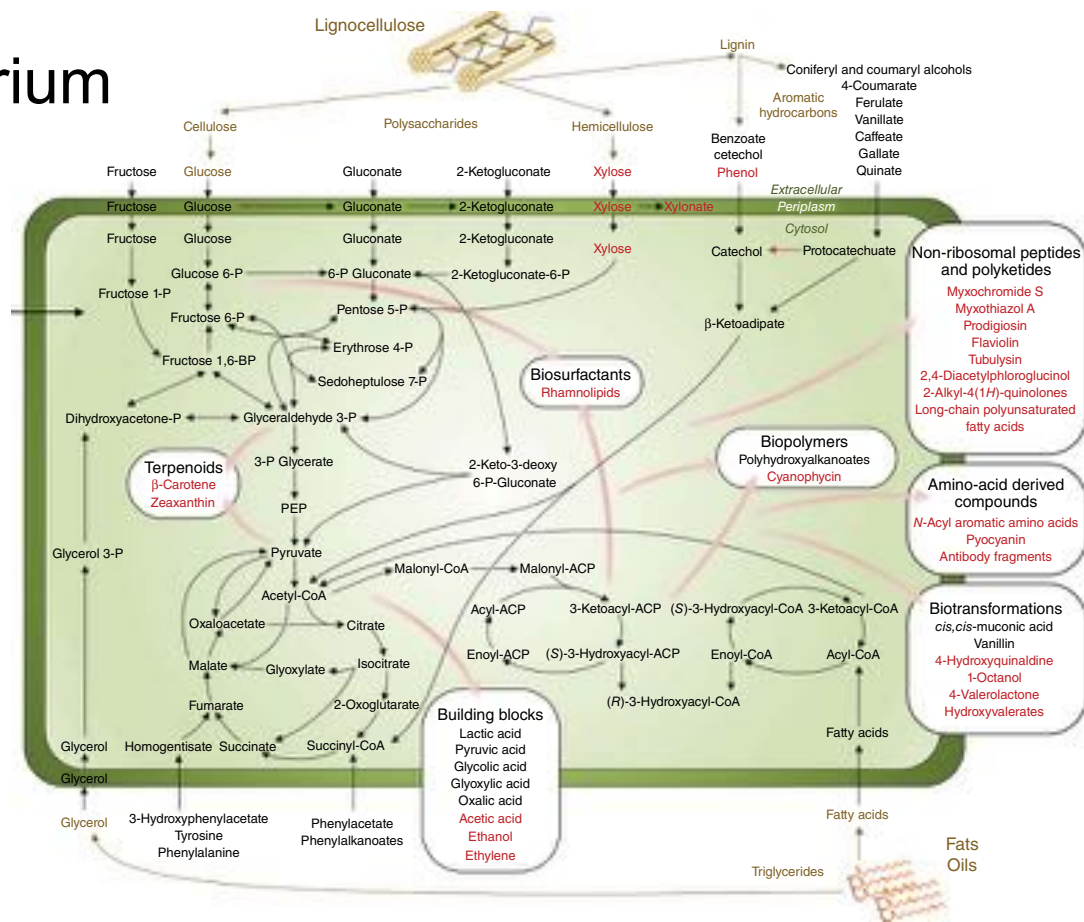 rium
Lignocellulose
Lignin
Coniferyl and coumaryl alcohols
4-Coumarate
Ferulate
Vanillate
Caffeate
Gallate
Quinate
Aromatic
hydrocarbons
Cellulose
Polysaccharides
Hemicellulose
Benzoate
cetechol
Phenol
Fructose
Glucose
Gluconate
2-Ketogluconate
Xylose
Extracellular
Fructose
Glucose
Gluconate
2-Ketogluconate
Xylose
Xylonate
Periplasm
Cytosol
Fructose
Glucose
Gluconate
2-Ketogluconate
Xylose
Catechol
Protocatechuate
Glucose 6-P
6-P Gluconate
2-Ketogluconate-6-P
Fructose 1-P
Fructose 6-P
Pentose 5-P
β-Ketoadipate
Erythrose 4-P
Fructose 1,6-BP
Sedoheptulose 7-P
Dihydroxyacetone-P
Glyceraldehyde 3-P
3-P Glycerate
2-Keto-3-deoxy
6-P-Gluconate
PEP
Glycerol 3-P
Pyruvate
Acetyl-CoA
Malonyl-CoA
Malonyl-ACP
Acyl-ACP
3-Ketoacyl-ACP
(S)-3-Hydroxyacyl-CoA
3-Ketoacyl-CoA
Oxaloacetate
Citrate
Enoyl-ACP
(S)-3-Hydroxyacyl-ACP
Enoyl-CoA
Acyl-CoA
Malate
Glyoxylate
Isocitrate
Fumarate
2-Oxoglutarate
(R)-3-Hydroxyacyl-CoA
Glycerol
Homogentisate
Succinate
Succinyl-CoA
Fatty acids
Glycerol
Glycerol
3-Hydroxyphenylacetate
Tyrosine
Phenylalanine
Phenylacetate
Phenylalkanoates
Fatty acids
Triglycerides
Fats
Oils
Biosurfactants
Rhamnolipids
Terpenoids
β-Carotene
Zeaxanthin
Biopolymers
Polyhydroxyalkanoates
Cyanophycin
Building blocks
Lactic acid
Pyruvic acid
Glycolic acid
Glyoxylic acid
Oxalic acid
Acetic acid
Ethanol
Ethylene
Non-ribosomal peptides
and polyketides
Myxochromide S
Myxothiazol A
Prodigiosin
Flaviolin
Tubulysin
2,4-Diacetylphloroglucinol
2-Alkyl-4(1H)-quinolones
Long-chain polyunsaturated
fatty acids
Amino-acid derived
compounds
N-Acyl aromatic amino acids
Pyocyanin
Antibody fragments
Biotransformations
cis,cis-muconic acid
Vanillin
4-Hydroxyquinaldine
1-Octanol
4-Valerolactone
Hydroxyvalerates